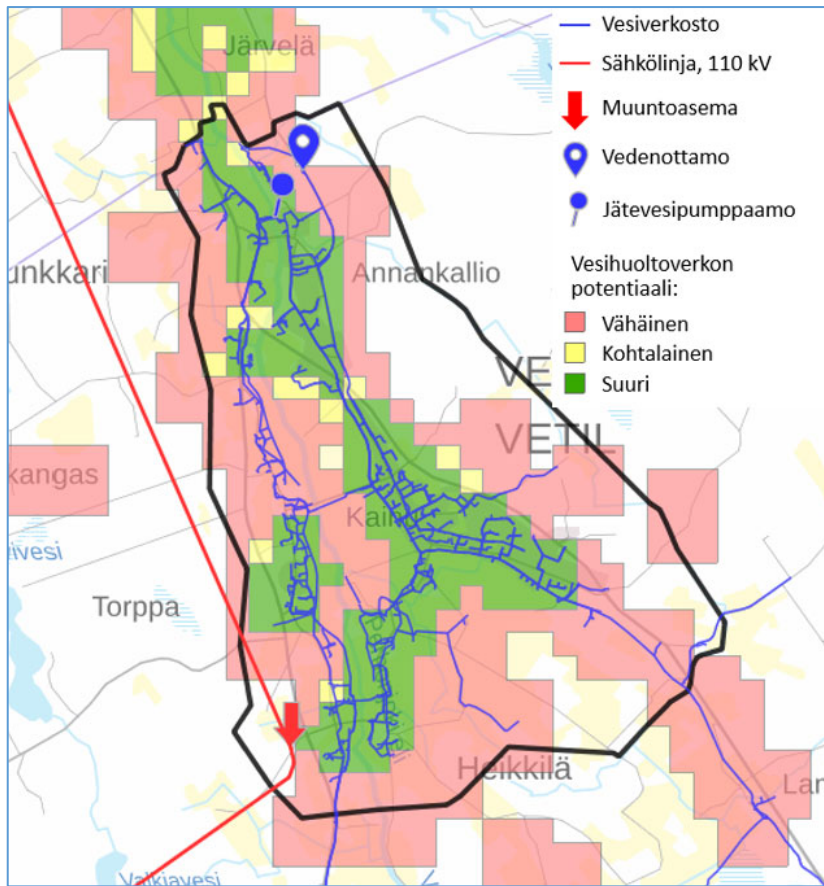 Järvelä
Vesiverkosto
Sähkölinja, 110 kV
Muuntoasema
Vedenottamo
Jätevesipumppaamo
Vesihuoltoverkon
potentiaali:
Vähäinen
Kohtalainen
Suuri
unkkari
Annankallio
VE
VETIL
kangas
Torppa
Heikkilä
Lan
Valkiavesi